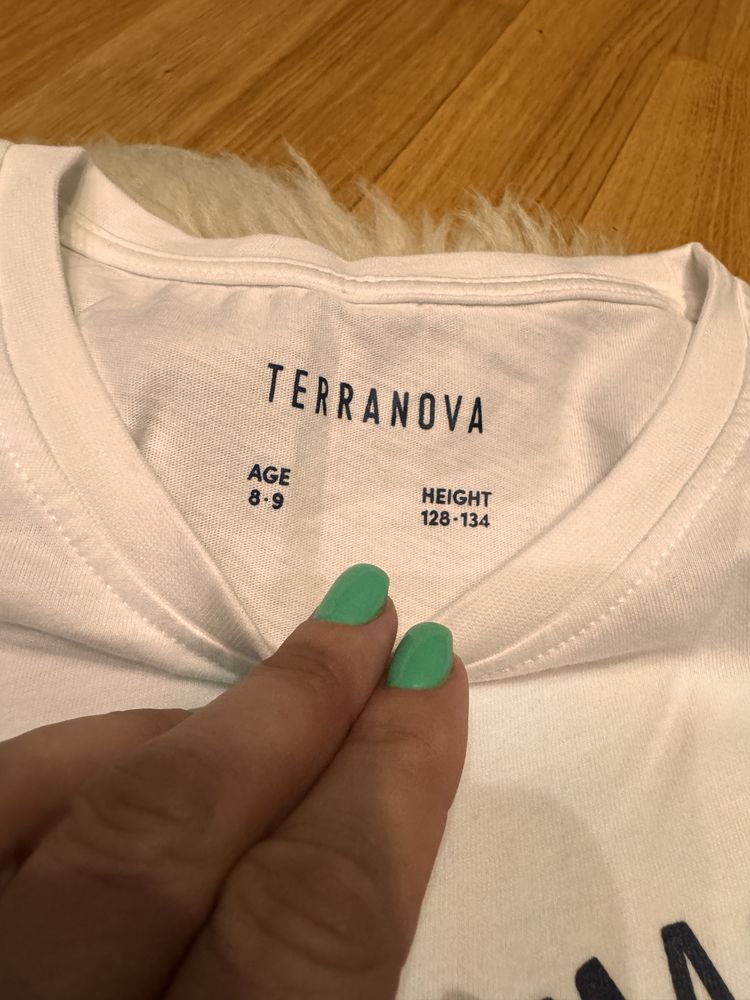 TERRANOVA
AGE
8·9
HEIGHT
128·134